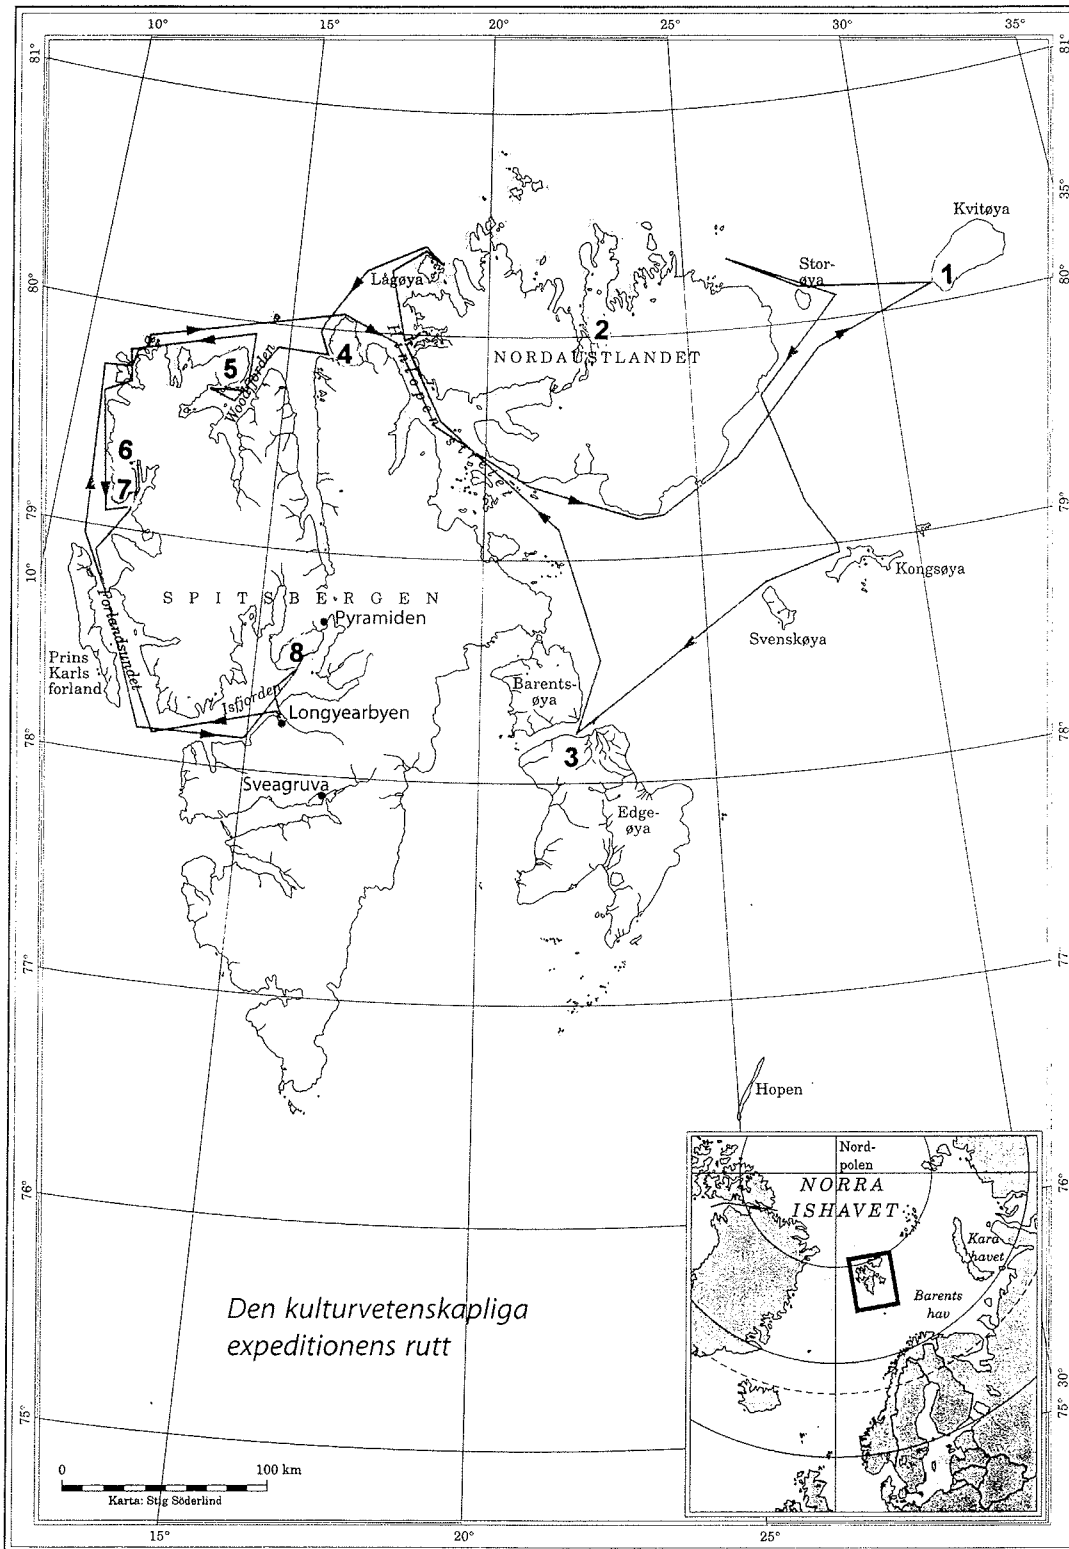 10°
15°
20°
25°
30°
35°
81°
81°
35°
Kvitøya
Stor-
øya
1
80°
80°
Lågøya
Hinlopen
stretet
2
NORDAUSTLANDET
4
5
Woodfjorden
6
7
79°
79°
10°
Kongsøya
SPITSBERGEN
Pyramiden
Svenskøya
8
Prins
Karls
forland
Forlandsundet
Isfjorden
Barents-
øya
Longyearbyen
78°
78°
3
Sveagruva
Edge-
øya
77°
77°
Hopen
Nord-
polen
NORRA
ISHAVET
Kara
havet
Barents
hav
76°
76°
Den kulturvetenskapliga
expeditionens rutt
30°
75°
75°
0
100 km
Karta: Stig Söderlind
15°
20°
25°